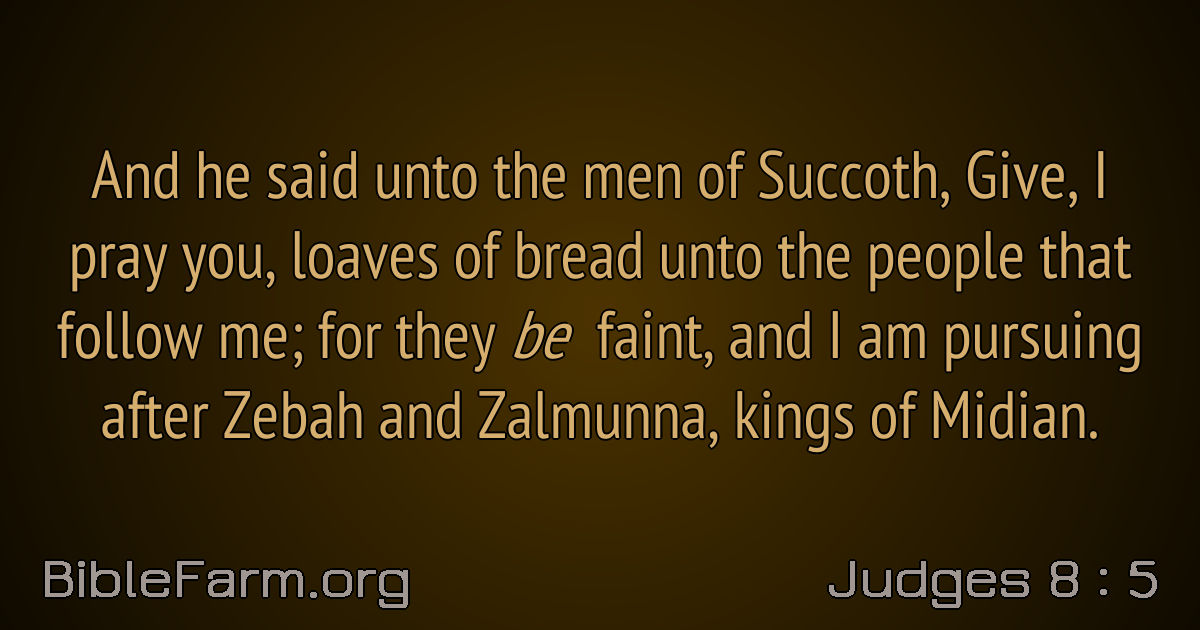 And he said unto the men of Succoth, Give, I
pray you, loaves of bread unto the people that
follow me; for they be faint, and I am pursuing
after Zebah and Zalmunna, kings of Midian.
BibleFarm.org
Judges 8 : 5